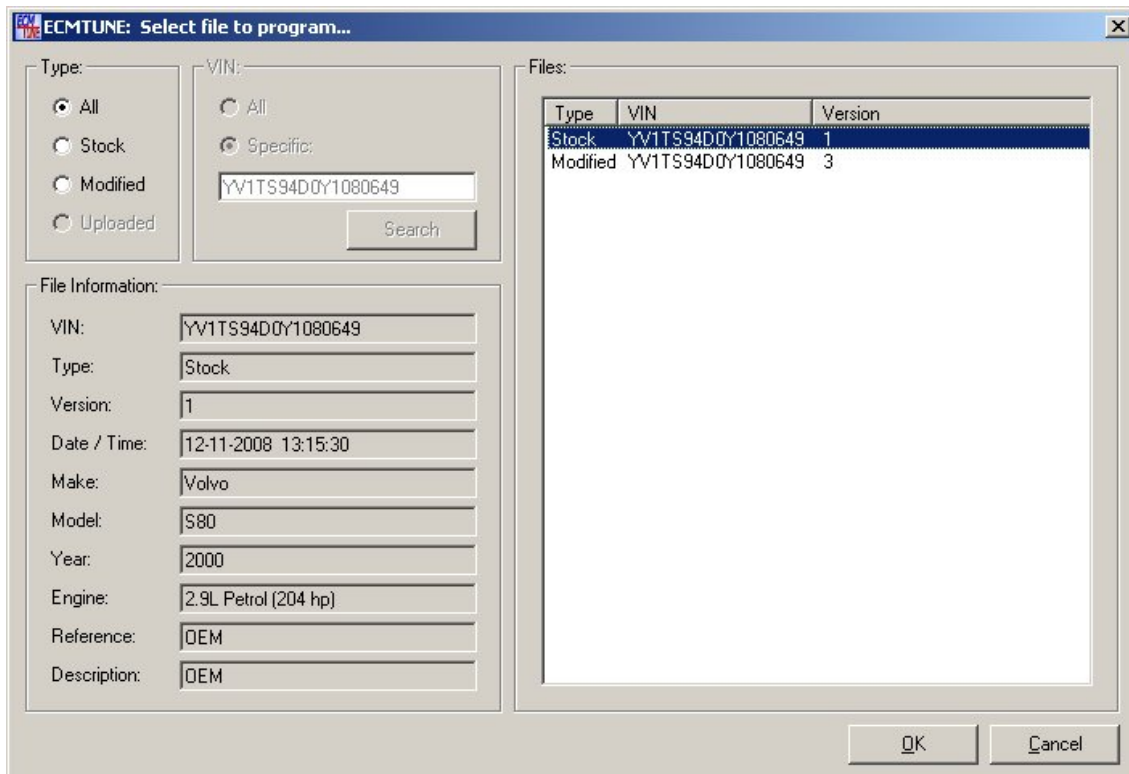 ECM TUNE
ECMTUNE: Select file to program...
Type:
All
Stock
Modified
Uploaded
VIN:
All
Specific:
YV1TS94D0Y1080649
Search
File Information:
VIN: YV1TS94D0Y1080649
Type: Stock
Version: 1
Date / Time: 12-11-2008 13:15:30
Make: Volvo
Model: S80
Year: 2000
Engine: 2.9L Petrol (204 hp)
Reference: OEM
Description: OEM
Files:
Type VIN Version
Stock YV1TS94D0Y1080649 1
Modified YV1TS94D0Y1080649 3
OK Cancel